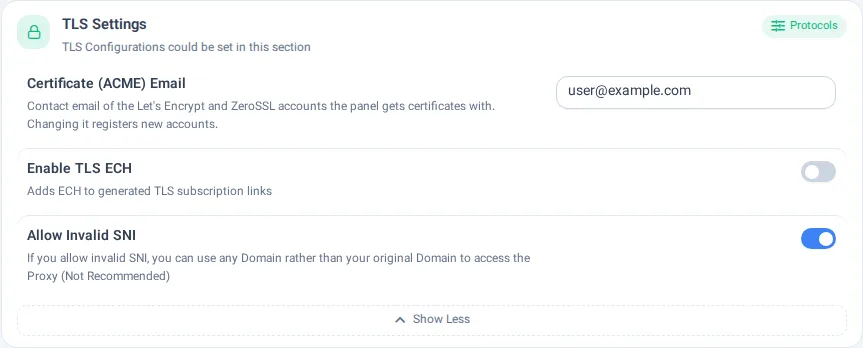 TLS Settings
Protocols
TLS Configurations could be set in this section
Certificate (ACME) Email
user@example.com
Contact email of the Let's Encrypt and ZeroSSL accounts the panel gets certificates with.
Changing it registers new accounts.
Enable TLS ECH
Adds ECH to generated TLS subscription links
Allow Invalid SNI
If you allow invalid SNI, you can use any Domain rather than your original Domain to access the
Proxy (Not Recommended)
Show Less